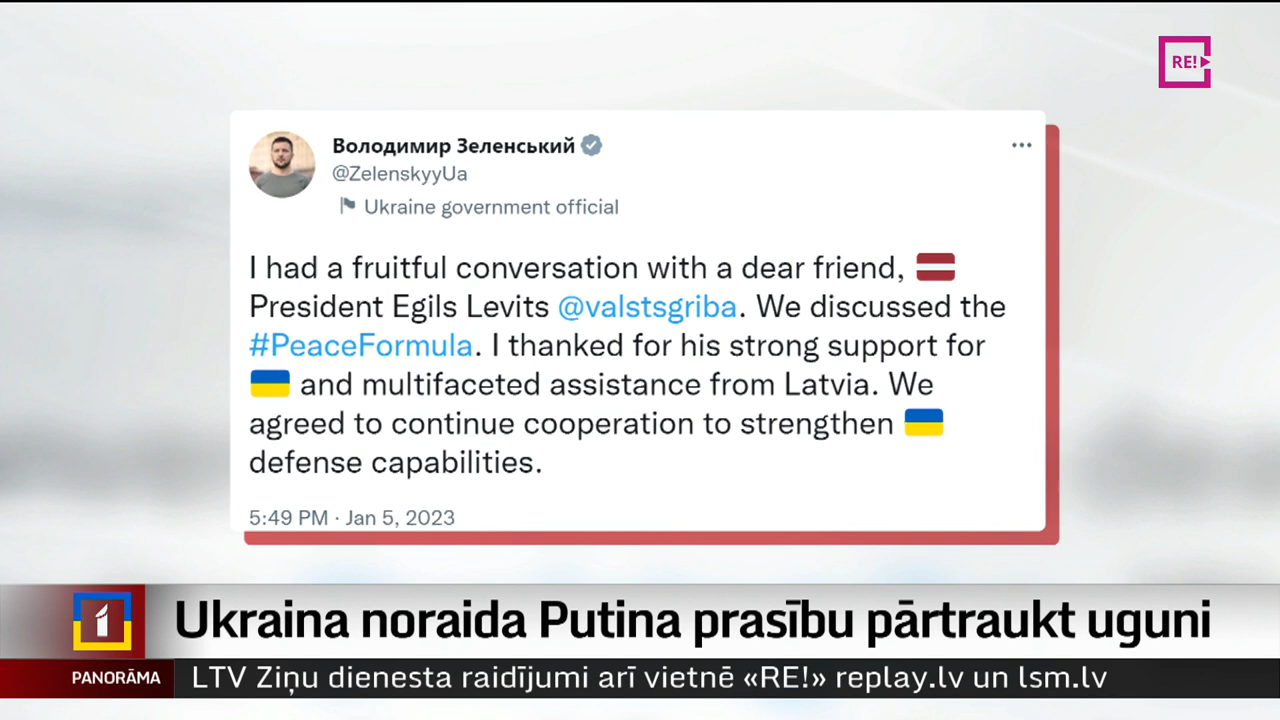 RE!
Володимир Зеленський
@ZelenskyyUa
Ukraine government official
I had a fruitful conversation with a dear friend, 🇱🇻
President Egils Levits @valstsgriba. We discussed the
#PeaceFormula. I thanked for his strong support for
🇺🇦 and multifaceted assistance from Latvia. We
agreed to continue cooperation to strengthen 🇺🇦
defense capabilities.
5:49 PM · Jan 5, 2023
1
Ukraina noraida Putina prasību pārtraukt uguni
PANORĀMA
LTV Ziņu dienesta raidījumi arī vietnē «RE!» replay.lv un lsm.lv